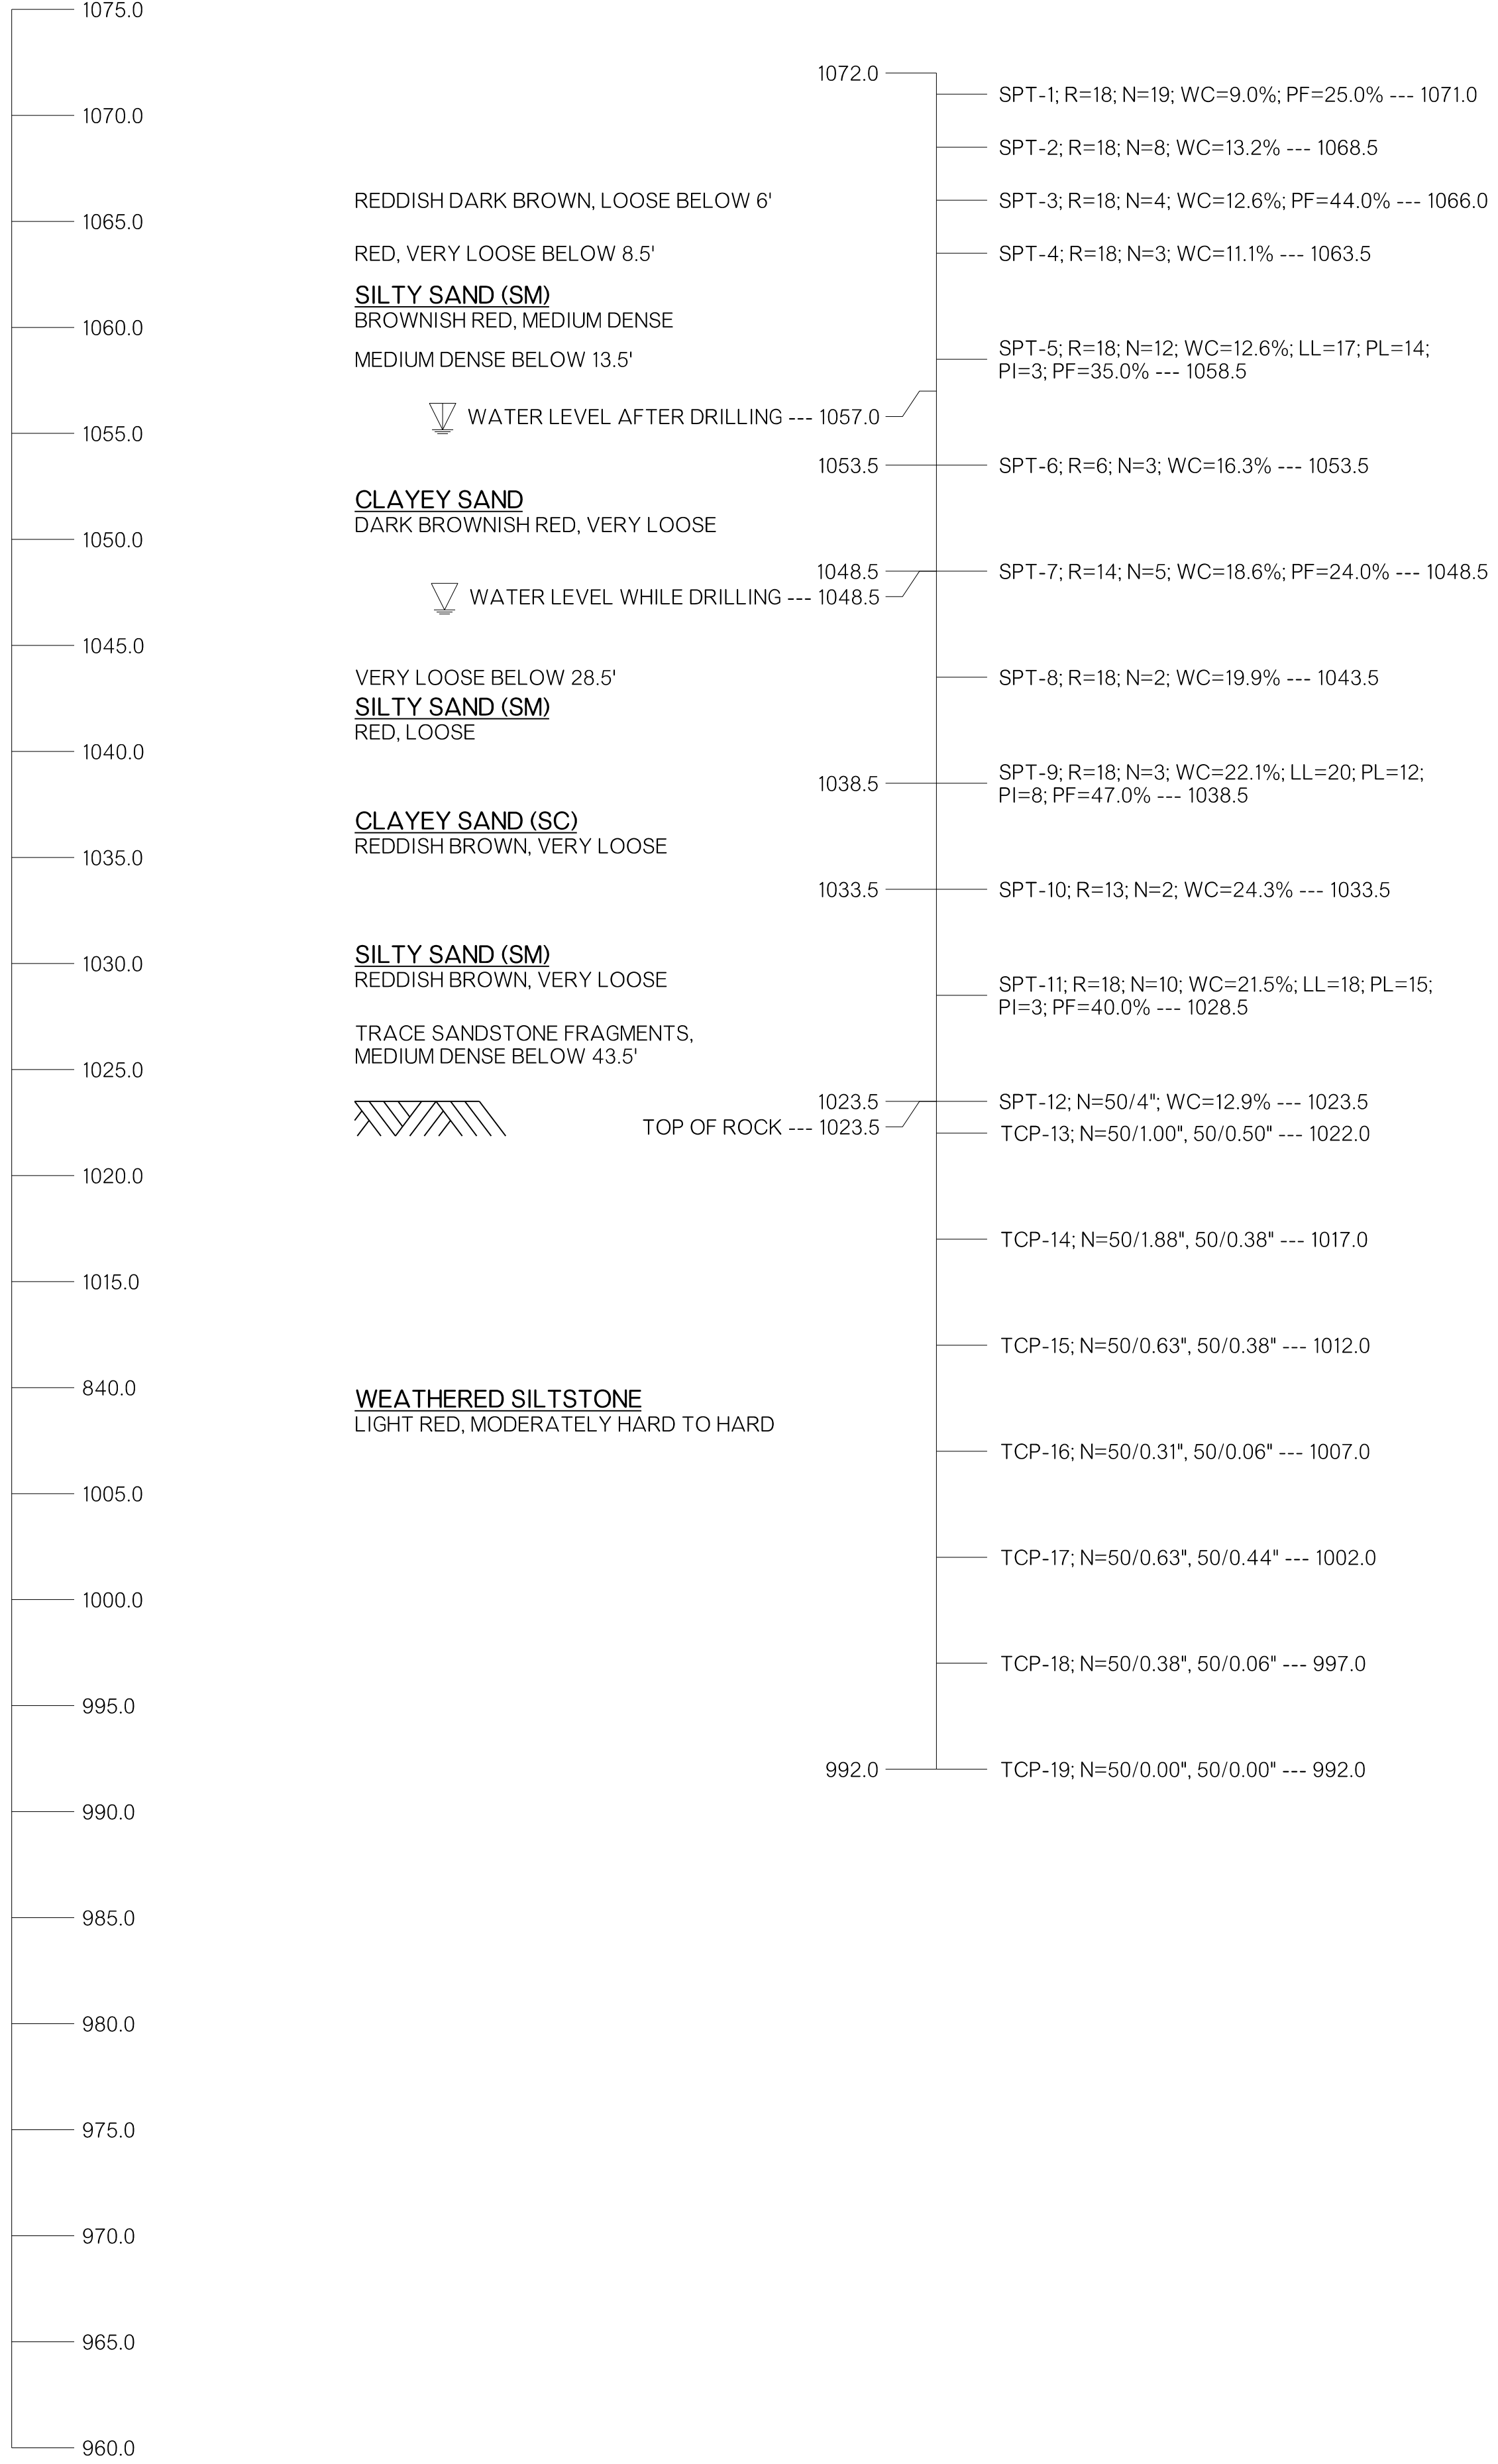 1075.0
1072.0
SPT-1; R=18; N=19; WC=9.0%; PF=25.0% --- 1071.0
1070.0
SPT-2; R=18; N=8; WC=13.2% --- 1068.5
REDDISH DARK BROWN, LOOSE BELOW 6'
SPT-3; R=18; N=4; WC=12.6%; PF=44.0% --- 1066.0
1065.0
RED, VERY LOOSE BELOW 8.5'
SPT-4; R=18; N=3; WC=11.1% --- 1063.5
SILTY SAND (SM)
BROWNISH RED, MEDIUM DENSE
1060.0
MEDIUM DENSE BELOW 13.5'
SPT-5; R=18; N=12; WC=12.6%; LL=17; PL=14;
PI=3; PF=35.0% --- 1058.5
WATER LEVEL AFTER DRILLING --- 1057.0
1055.0
1053.5
SPT-6; R=6; N=3; WC=16.3% --- 1053.5
CLAYEY SAND
DARK BROWNISH RED, VERY LOOSE
1050.0
1048.5
SPT-7; R=14; N=5; WC=18.6%; PF=24.0% --- 1048.5
WATER LEVEL WHILE DRILLING --- 1048.5
1045.0
VERY LOOSE BELOW 28.5'
SPT-8; R=18; N=2; WC=19.9% --- 1043.5
SILTY SAND (SM)
RED, LOOSE
1040.0
1038.5
SPT-9; R=18; N=3; WC=22.1%; LL=20; PL=12;
PI=8; PF=47.0% --- 1038.5
CLAYEY SAND (SC)
REDDISH BROWN, VERY LOOSE
1035.0
1033.5
SPT-10; R=13; N=2; WC=24.3% --- 1033.5
SILTY SAND (SM)
REDDISH BROWN, VERY LOOSE
1030.0
SPT-11; R=18; N=10; WC=21.5%; LL=18; PL=15;
PI=3; PF=40.0% --- 1028.5
TRACE SANDSTONE FRAGMENTS,
MEDIUM DENSE BELOW 43.5'
1025.0
1023.5
SPT-12; N=50/4"; WC=12.9% --- 1023.5
TOP OF ROCK --- 1023.5
TCP-13; N=50/1.00", 50/0.50" --- 1022.0
1020.0
TCP-14; N=50/1.88", 50/0.38" --- 1017.0
1015.0
TCP-15; N=50/0.63", 50/0.38" --- 1012.0
840.0
WEATHERED SILTSTONE
LIGHT RED, MODERATELY HARD TO HARD
TCP-16; N=50/0.31", 50/0.06" --- 1007.0
1005.0
TCP-17; N=50/0.63", 50/0.44" --- 1002.0
1000.0
TCP-18; N=50/0.38", 50/0.06" --- 997.0
995.0
992.0
TCP-19; N=50/0.00", 50/0.00" --- 992.0
990.0
985.0
980.0
975.0
970.0
965.0
960.0